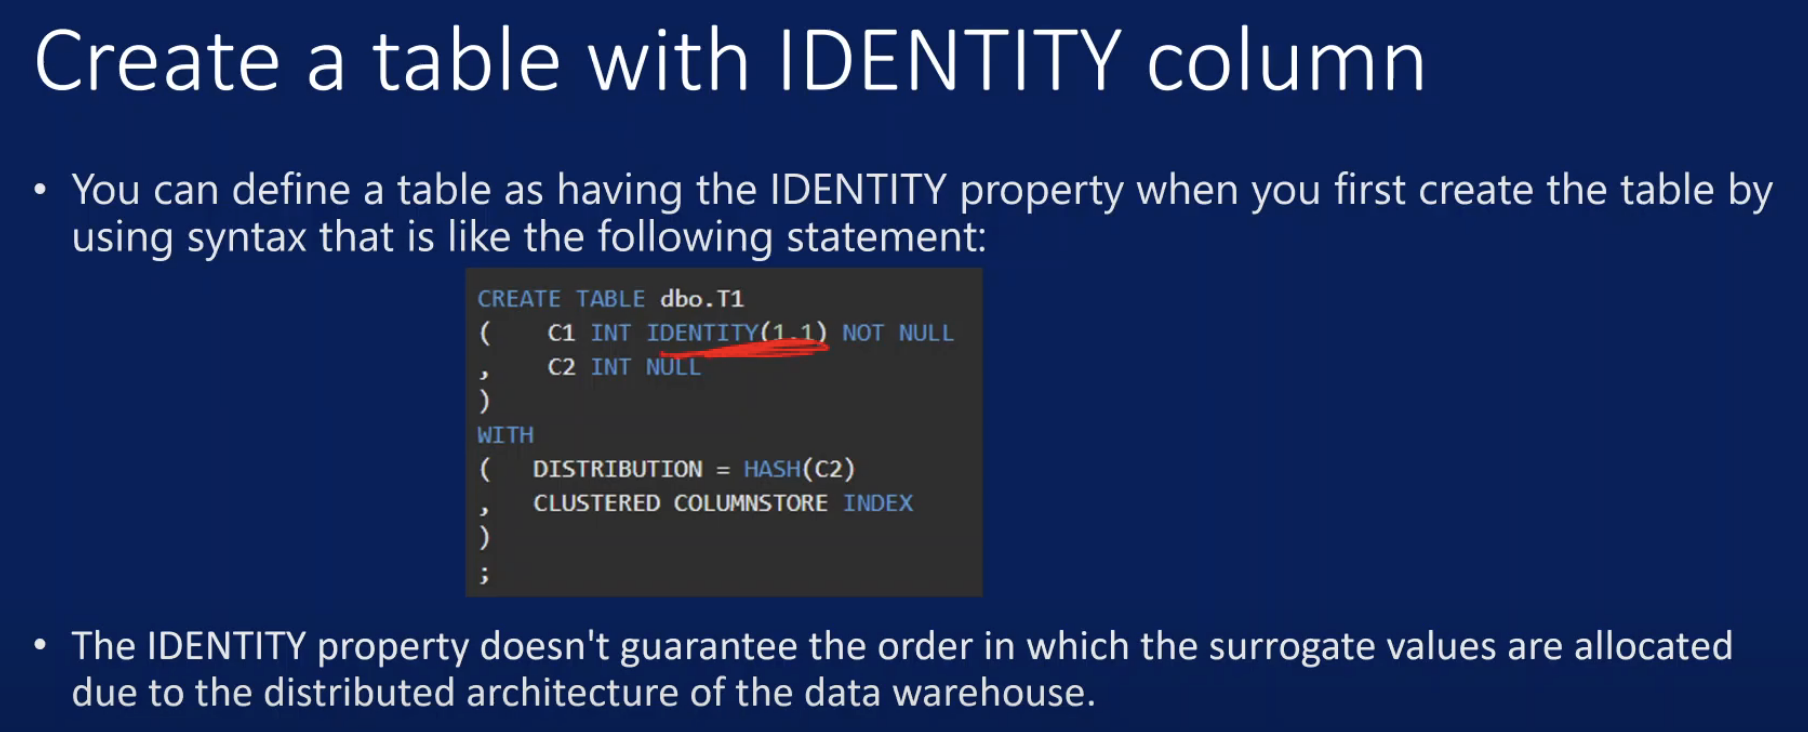 Create a table with IDENTITY column
• You can define a table as having the IDENTITY property when you first create the table by
using syntax that is like the following statement:
CREATE TABLE dbo.T1
( C1 INT IDENTITY(1,1) NOT NULL
, C2 INT NULL
)
WITH
( DISTRIBUTION = HASH(C2)
, CLUSTERED COLUMNSTORE INDEX
)
;
• The IDENTITY property doesn't guarantee the order in which the surrogate values are allocated
due to the distributed architecture of the data warehouse.